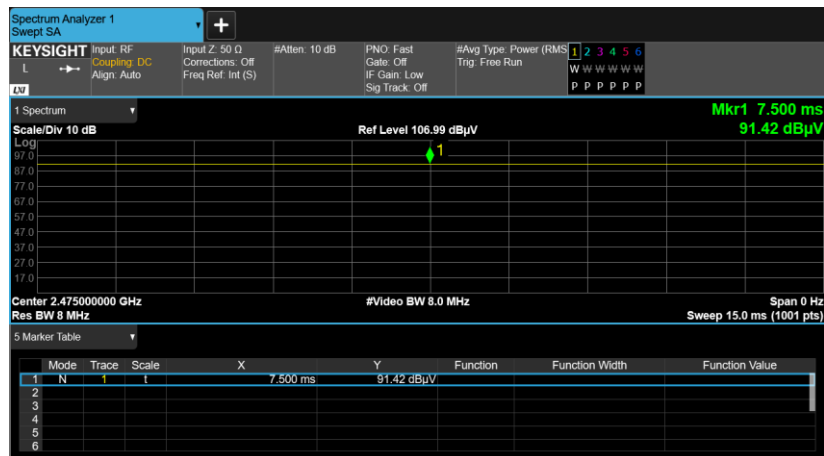 Spectrum Analyzer 1
Swept SA
+
KEYSIGHT Input: RF Input Z: 50 Ω #Atten: 10 dB PNO: Fast #Avg Type: Power (RMS 1 2 3 4 5 6
L Coupling: DC Corrections: Off Gate: Off Trig: Free Run W W W W W W
Align: Auto Freq Ref: Int (S) IF Gain: Low
LXI Sig Track: Off P P P P P P
1 Spectrum Mkr1 7.500 ms
Scale/Div 10 dB Ref Level 106.99 dBµV 91.42 dBµV
Log
1
97.0
87.0
77.0
67.0
57.0
47.0
37.0
27.0
17.0
Center 2.475000000 GHz #Video BW 8.0 MHz Span 0 Hz
Res BW 8 MHz Sweep 15.0 ms (1001 pts)
5 Marker Table
Mode Trace Scale X Y Function Function Width Function Value
1 N 1 t 7.500 ms 91.42 dBµV
2
3
4
5
6